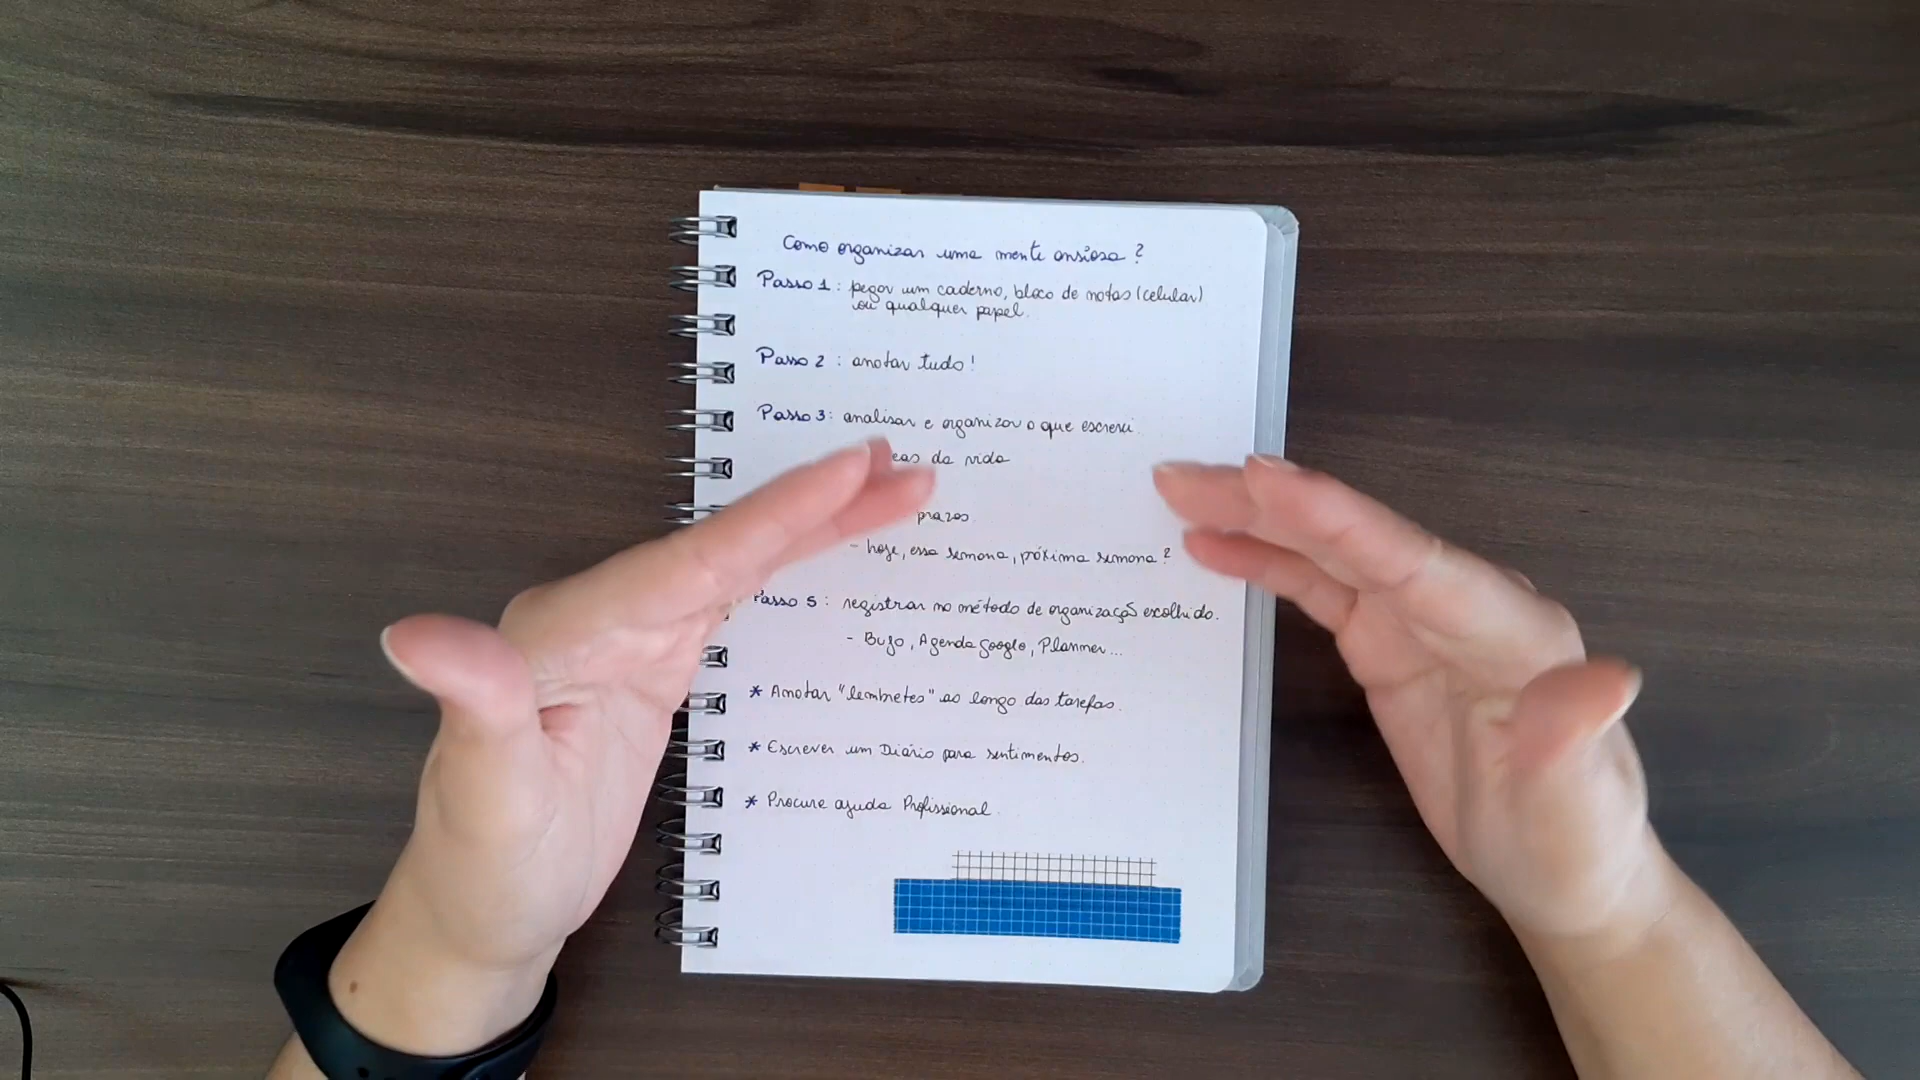 Como organizar uma mente ansiosa?
Passo 1: pegar um caderno, bloco de notas (celular)
ou qualquer papel.
Passo 2: anotar tudo!
Passo 3: analisar e organizar o que escrevi.
da vida
prazos.
- hoje, essa semana, próxima semana?
Passo 5: registrar no método de organização escolhido.
- Bujo, Agenda Google, Planner...
* Anotar "lembretes" ao longo das tarefas.
* Escrever um Diário para sentimentos.
* Procure ajuda Profissional.